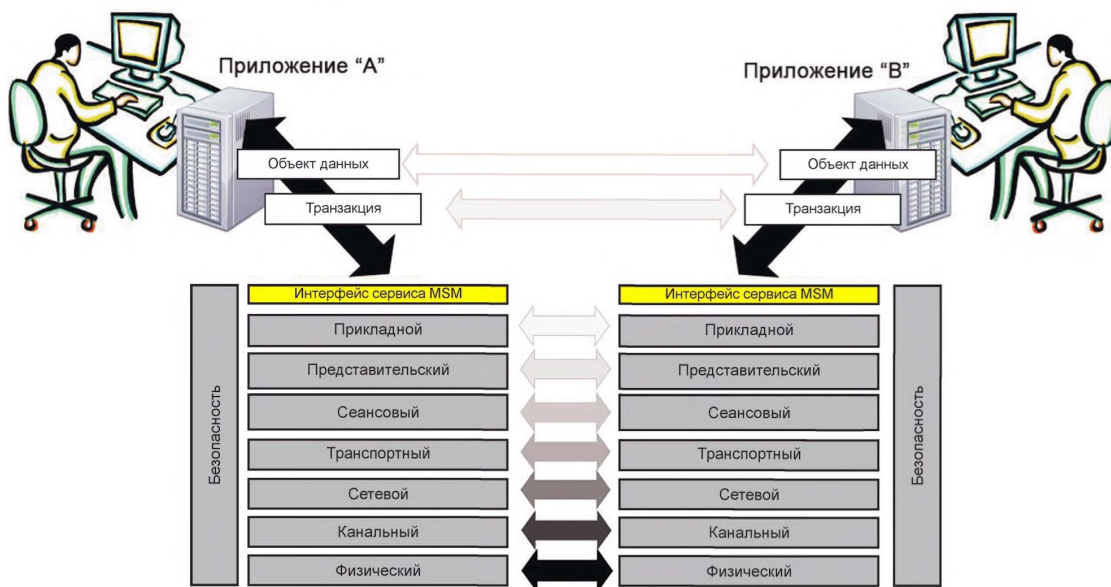 Приложение “A”
Приложение “B”
Объект данных
Объект данных
Транзакция
Транзакция
Интерфейс сервиса MSM
Интерфейс сервиса MSM
Прикладной
Прикладной
Представительский
Представительский
Сеансовый
Сеансовый
Транспортный
Транспортный
Сетевой
Сетевой
Канальный
Канальный
Физический
Физический
Безопасность
Безопасность